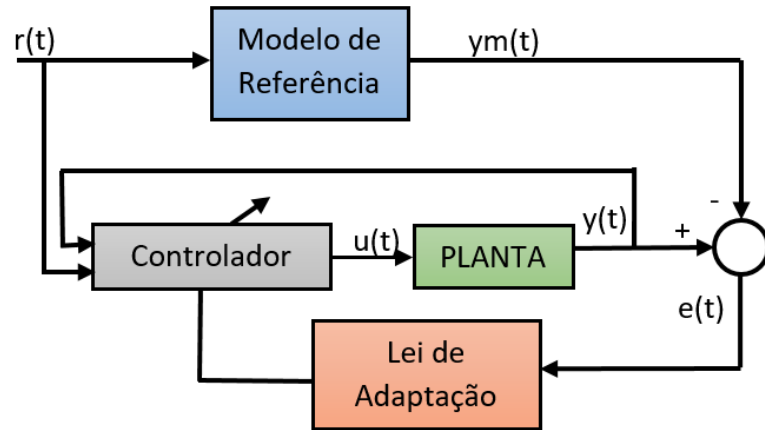 r(t)
Modelo de
Referência
ym(t)
-
y(t)
+
Controlador
u(t)
PLANTA
e(t)
Lei de
Adaptação